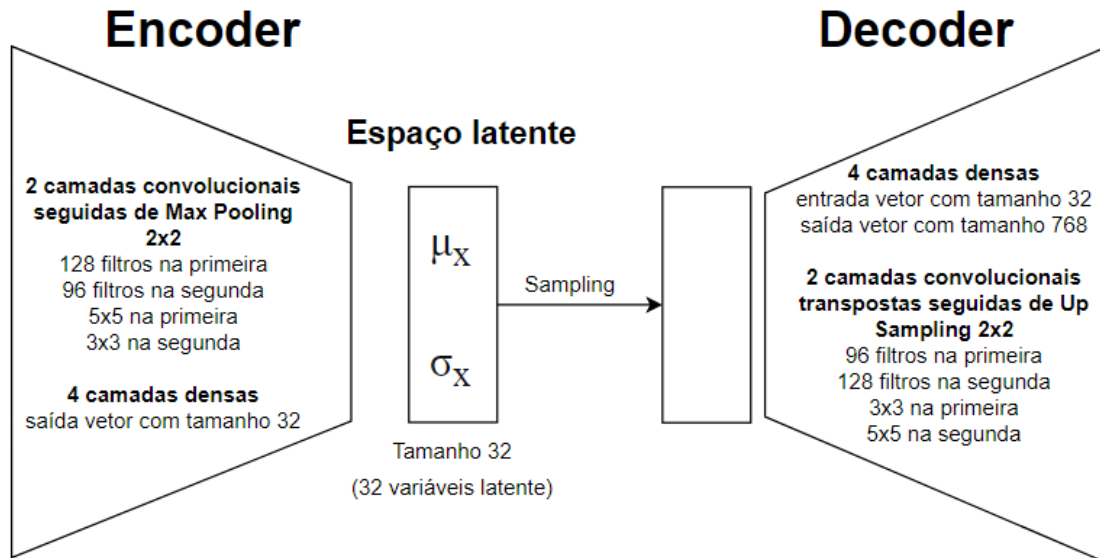 Encoder
Decoder
Espaço latente
2 camadas convolucionais
seguidas de Max Pooling
2x2
128 filtros na primeira
96 filtros na segunda
5x5 na primeira
3x3 na segunda
4 camadas densas
saída vetor com tamanho 32
μX
σX
Tamanho 32
(32 variáveis latente)
Sampling
4 camadas densas
entrada vetor com tamanho 32
saída vetor com tamanho 768
2 camadas convolucionais
transpostas seguidas de Up
Sampling 2x2
96 filtros na primeira
128 filtros na segunda
3x3 na primeira
5x5 na segunda